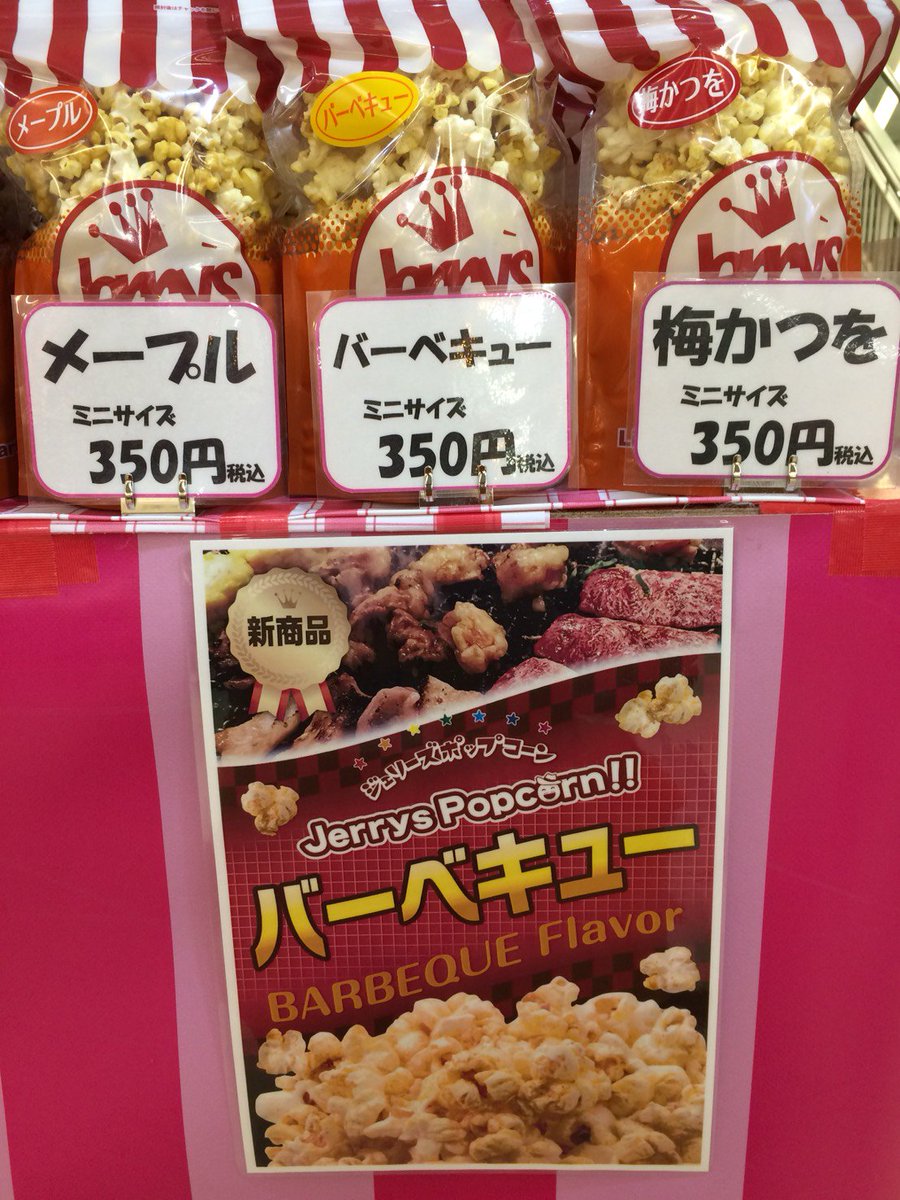 メープル
バーベキュー
梅かつを
Jerry's
Jerry's
Jerry's
メープル
ミニサイズ
350円税込
バーベキュー
ミニサイズ
350円税込
梅かつを
ミニサイズ
350円税込
新商品
ジェリーズポップコーン
Jerrys Popcorn!!
バーベキュー
BARBEQUE Flavor